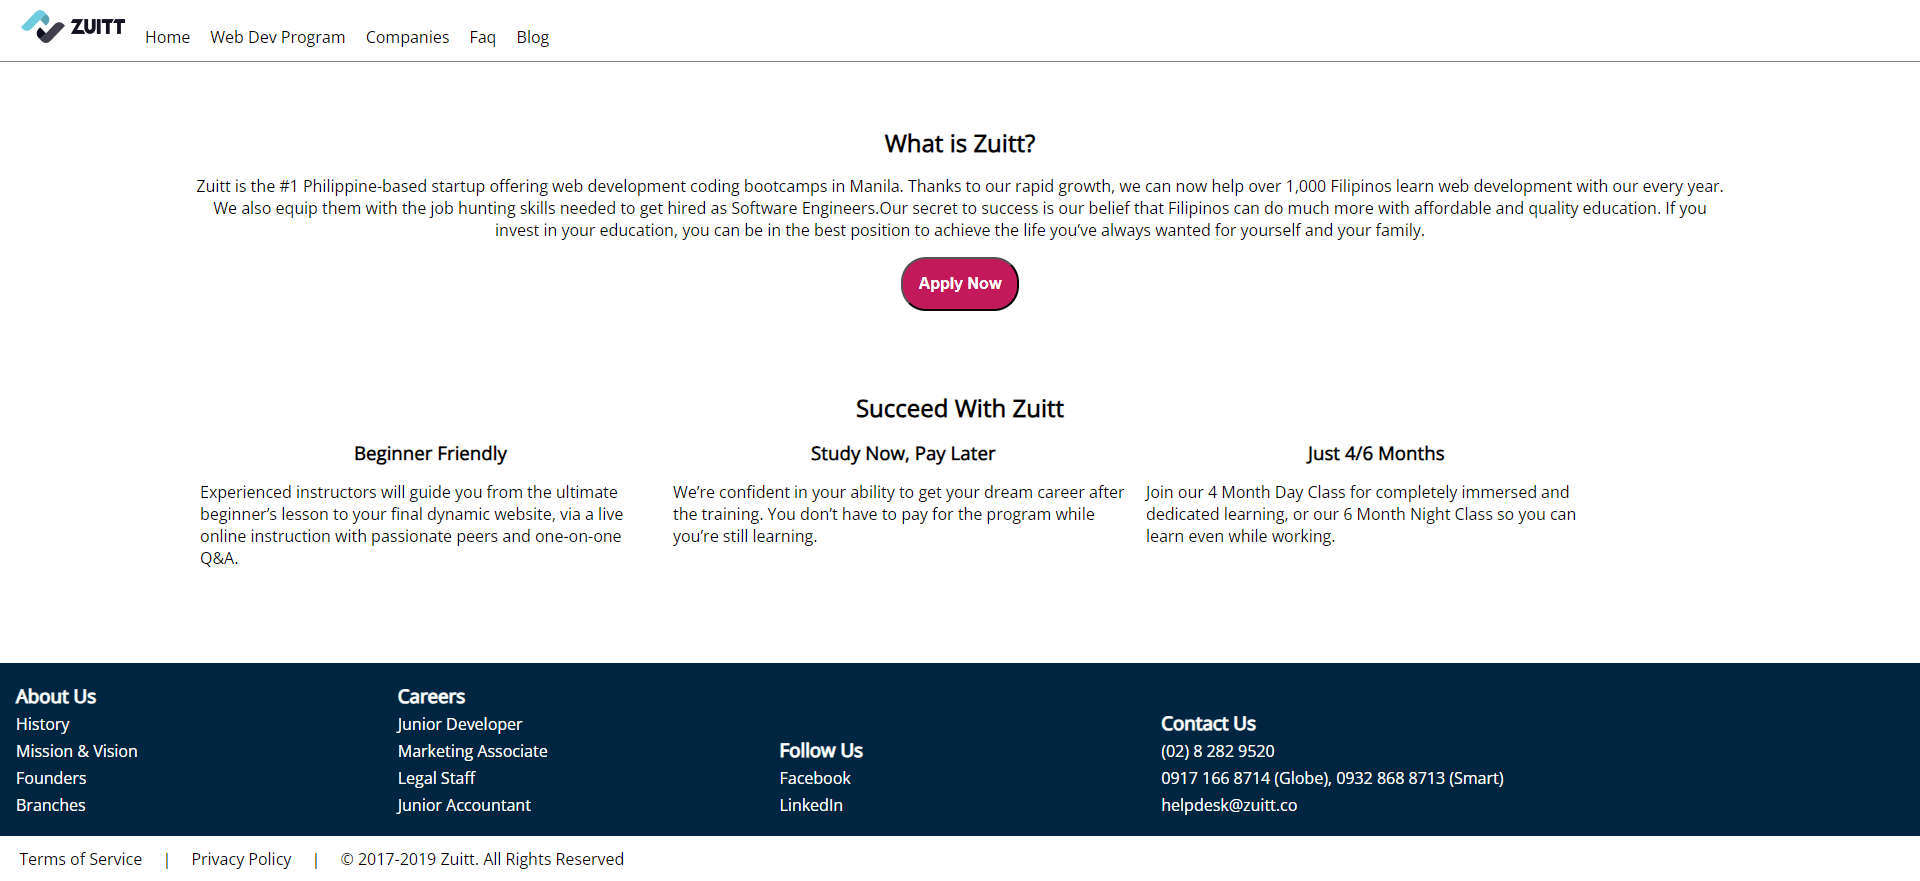 ZUITT
Home Web Dev Program Companies Faq Blog
What is Zuitt?
Zuitt is the #1 Philippine-based startup offering web development coding bootcamps in Manila. Thanks to our rapid growth, we can now help over 1,000 Filipinos learn web development with our every year.
We also equip them with the job hunting skills needed to get hired as Software Engineers.Our secret to success is our belief that Filipinos can do much more with affordable and quality education. If you
invest in your education, you can be in the best position to achieve the life you’ve always wanted for yourself and your family.
Apply Now
Succeed With Zuitt
Beginner Friendly
Experienced instructors will guide you from the ultimate
beginner’s lesson to your final dynamic website, via a live
online instruction with passionate peers and one-on-one
Q&A.
Study Now, Pay Later
We’re confident in your ability to get your dream career after
the training. You don’t have to pay for the program while
you’re still learning.
Just 4/6 Months
Join our 4 Month Day Class for completely immersed and
dedicated learning, or our 6 Month Night Class so you can
learn even while working.
About Us
History
Mission & Vision
Founders
Branches
Careers
Junior Developer
Marketing Associate
Legal Staff
Junior Accountant
Follow Us
Facebook
LinkedIn
Contact Us
(02) 8 282 9520
0917 166 8714 (Globe), 0932 868 8713 (Smart)
helpdesk@zuitt.co
Terms of Service | Privacy Policy | © 2017-2019 Zuitt. All Rights Reserved